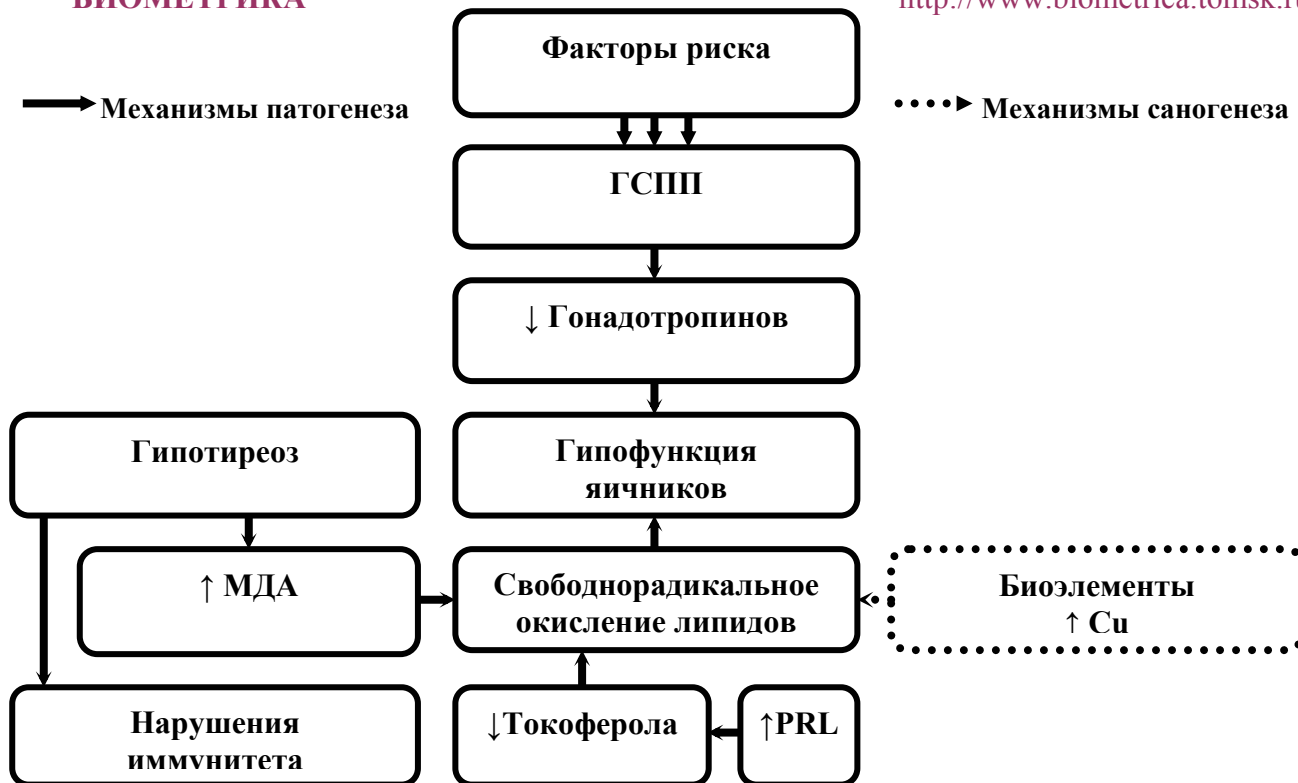 БИОМЕТРИКА
http://www.biometrica.tomsk.ru
Факторы риска
Механизмы патогенеза
Механизмы саногенеза
ГСПП
↓ Гонадотропинов
Гипотиреоз
Гипофункция
яичников
↑ МДА
Свободнорадикальное
окисление липидов
Биоэлементы
↑ Cu
Нарушения
иммунитета
↓Токоферола
↑PRL